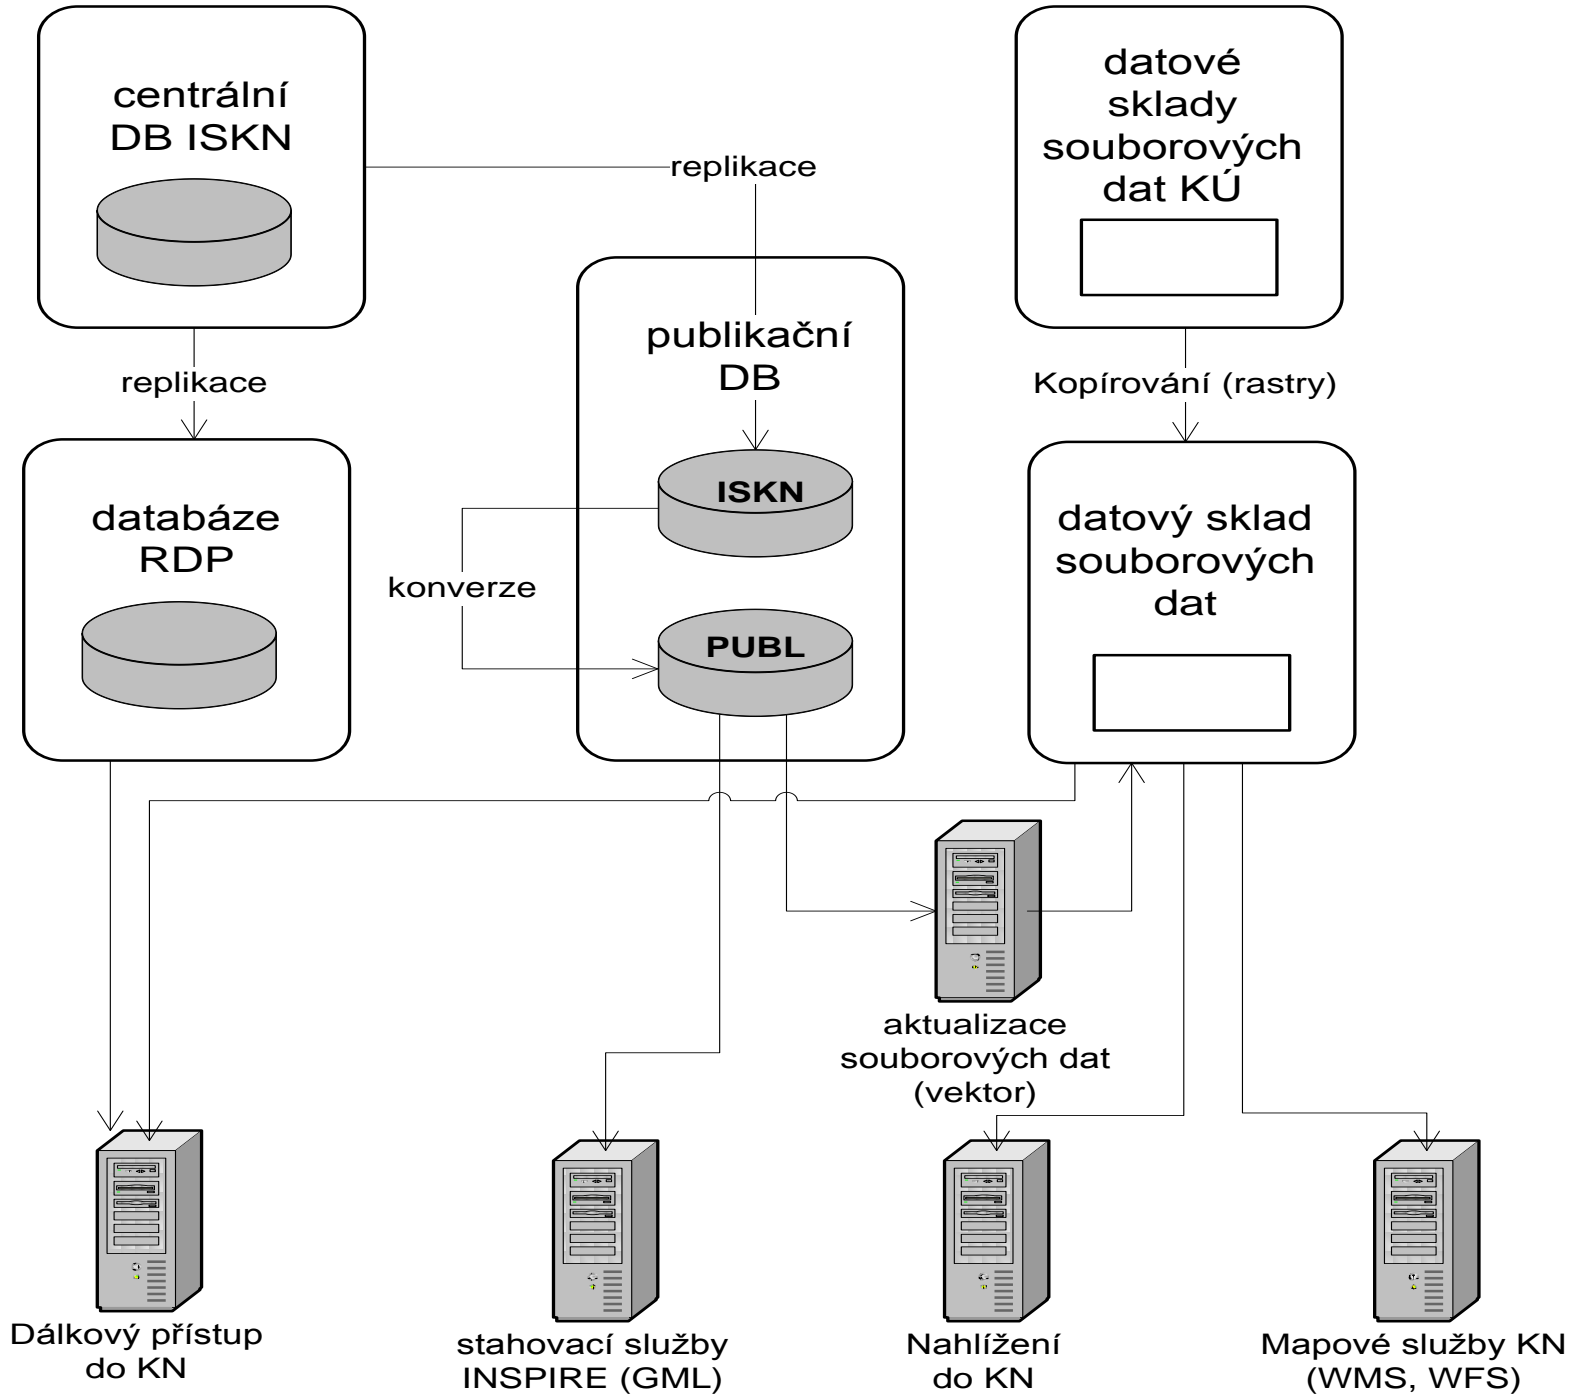 centrální
DB ISKN
replikace
datové
sklady
souborových
dat KÚ
publikační
DB
replikace
Kopírování (rastry)
databáze
RDP
ISKN
konverze
PUBL
datový sklad
souborových
dat
aktualizace
souborových dat
(vektor)
Dálkový přístup
do KN
stahovací služby
INSPIRE (GML)
Nahlížení
do KN
Mapové služby KN
(WMS, WFS)